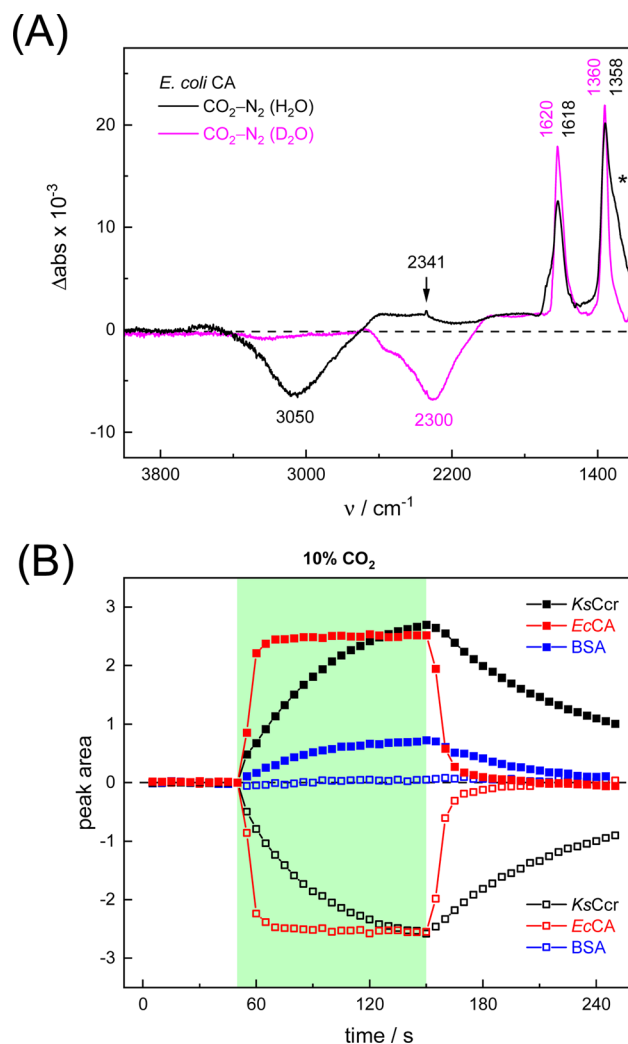 (A)
E. coli CA
CO₂–N₂ (H₂O)
CO₂–N₂ (D₂O)
1620
1618
1360
1358
*
2341
3050
2300
20
10
0
-10
Δabs x 10⁻³
3800
3000
2200
1400
ν / cm⁻¹
(B)
10% CO₂
KsCcr
EcCA
BSA
KsCcr
EcCA
BSA
3
2
1
0
-1
-2
-3
peak area
0
60
120
180
240
time / s